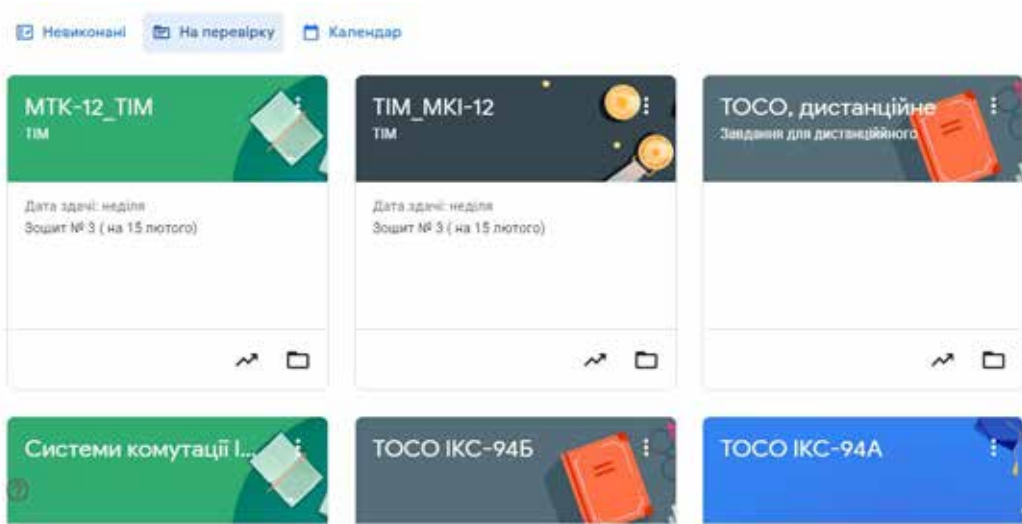 Невиконані
На перевірку
Календар
МТК-12_ТІМ
ТІМ
ТІМ_МКІ-12
ТІМ
ТОСО, дистанційне
Завдання для дистанційного
Дата здачі: неділя
Зошит № 3 ( на 15 лютого)
Дата здачі: неділя
Зошит № 3 ( на 15 лютого)
Системи комутації І...
ТОСО ІКС-94Б
ТОСО ІКС-94А